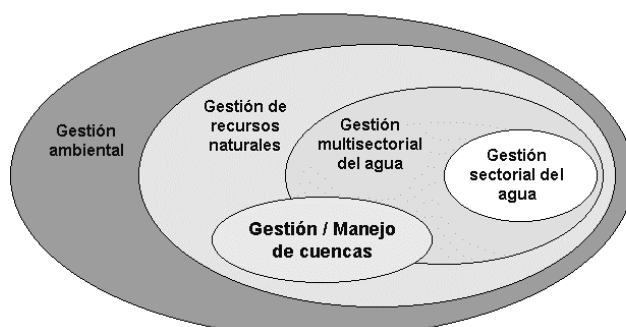 Gestión
ambiental
Gestión de
recursos
naturales
Gestión
multisectorial
del agua
Gestión
sectorial del
agua
Gestión / Manejo
de cuencas